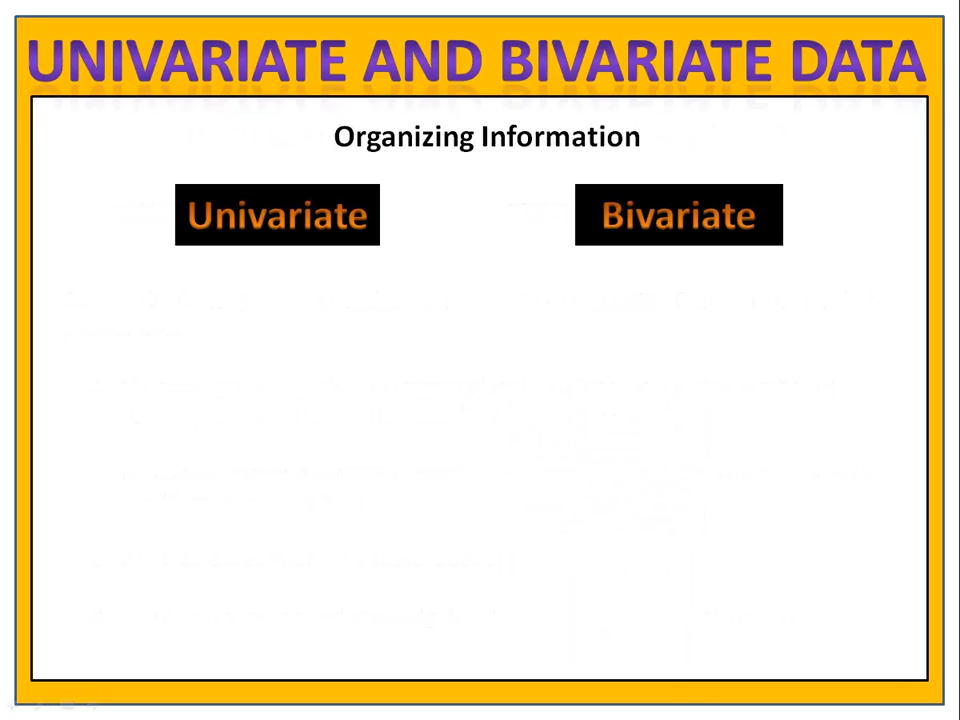 UNIVARIATE AND BIVARIATE DATA
Organizing Information
Univariate
Bivariate